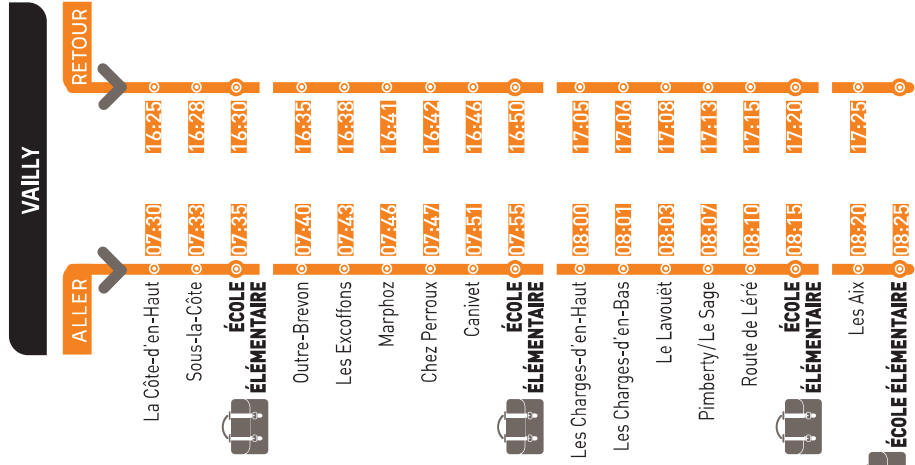 VAILLY
ALLER
RETOUR
La Côte-d'en-Haut 07:30 16:25
Sous-la-Côte 07:33 16:28
ÉCOLE
ÉLÉMENTAIRE 07:35 16:30
Outre-Brevon 07:40 16:35
Les Excoffons 07:43 16:38
Marphoz 07:46 16:41
Chez Perroux 07:47 16:42
Canivet 07:51 16:46
ÉCOLE
ÉLÉMENTAIRE 07:55 16:50
Les Charges-d'en-Haut 08:00 17:05
Les Charges-d'en-Bas 08:01 17:06
Le Lavouët 08:03 17:08
Pimberty/Le Sage 08:07 17:13
Route de Léré 08:10 17:15
ÉCOLE
ÉLÉMENTAIRE 08:15 17:20
Les Aix 08:20 17:25
ÉCOLE ÉLÉMENTAIRE 08:25